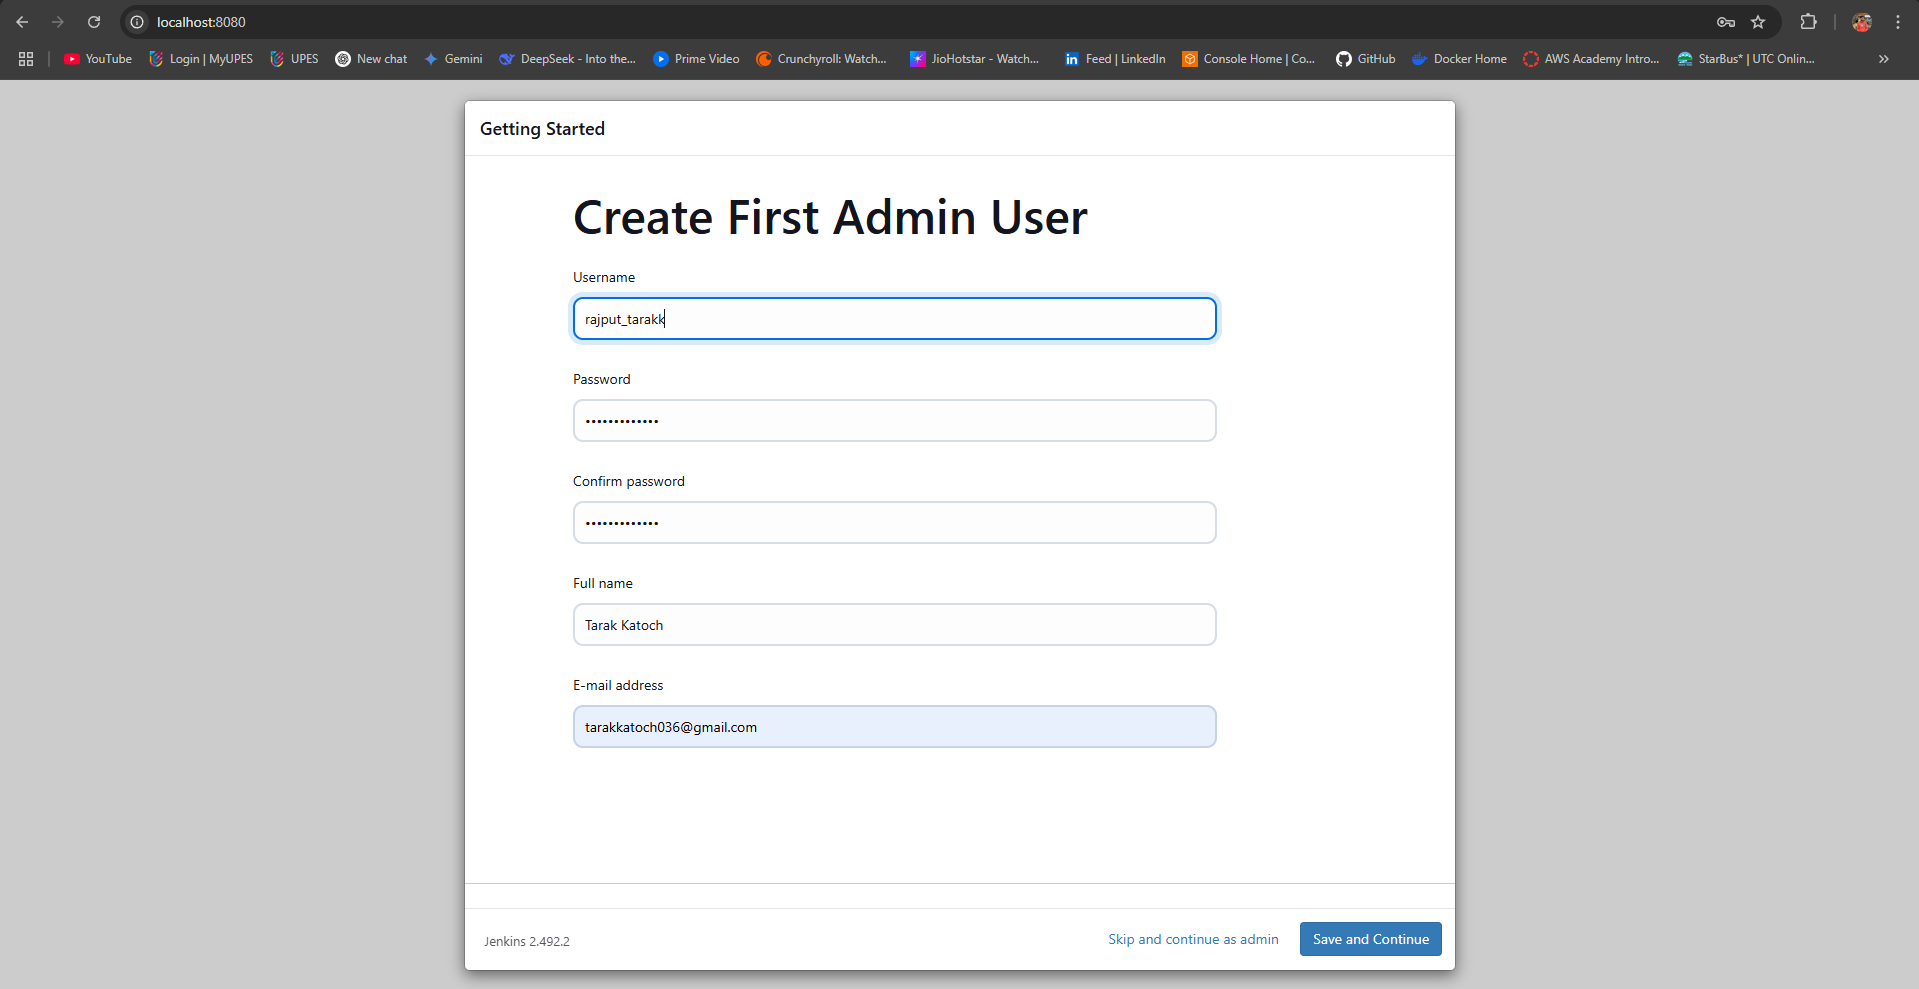 localhost:8080
YouTube Login | MyUPES UPES New chat Gemini DeepSeek - Into the... Prime Video Crunchyroll: Watch... JioHotstar - Watch... Feed | LinkedIn Console Home | Co... GitHub Docker Home AWS Academy Intro... StarBus* | UTC Onlin...
Getting Started
Create First Admin User
Username
rajput_tarakk
Password
•••••••••••••
Confirm password
•••••••••••••
Full name
Tarak Katoch
E-mail address
tarakkatoch036@gmail.com
Jenkins 2.492.2 Skip and continue as admin Save and Continue